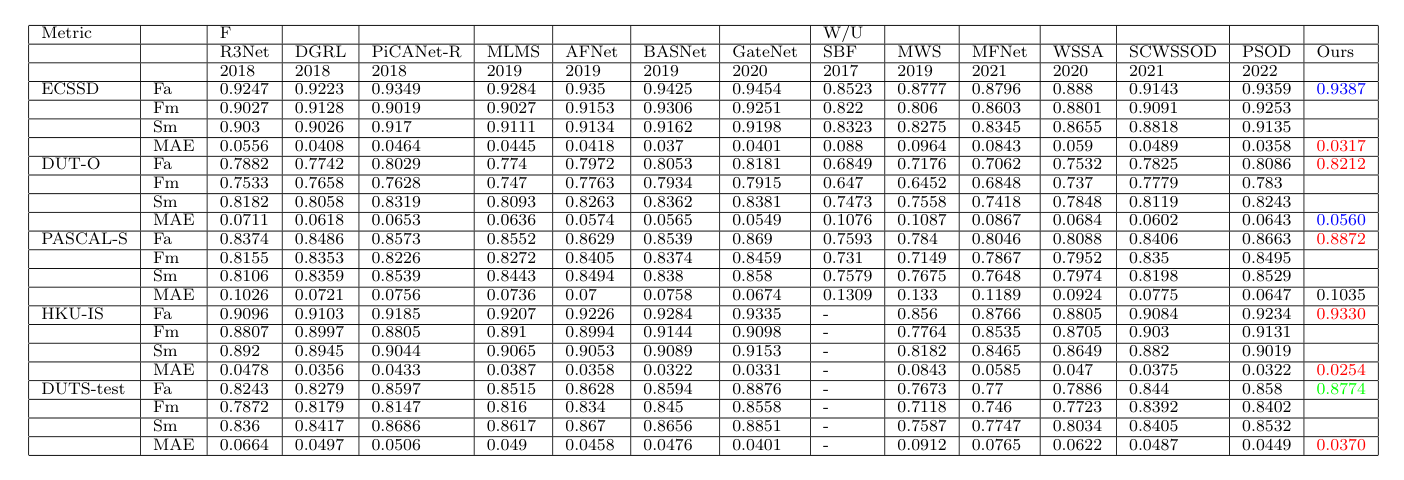 Metric F W/U
R3Net DGRL PiCANet-R MLMS AFNet BASNet GateNet SBF MWS MFNet WSSA SCWSSOD PSOD Ours
2018 2018 2018 2019 2019 2019 2020 2017 2019 2021 2020 2021 2022
ECSSD Fa 0.9247 0.9223 0.9349 0.9284 0.935 0.9425 0.9454 0.8523 0.8777 0.8796 0.888 0.9143 0.9359 0.9387
Fm 0.9027 0.9128 0.9019 0.9027 0.9153 0.9306 0.9251 0.822 0.806 0.8603 0.8801 0.9091 0.9253
Sm 0.903 0.9026 0.917 0.9111 0.9134 0.9162 0.9198 0.8323 0.8275 0.8345 0.8655 0.8818 0.9135
MAE 0.0556 0.0408 0.0464 0.0445 0.0418 0.037 0.0401 0.088 0.0964 0.0843 0.059 0.0489 0.0358 0.0317
DUT-O Fa 0.7882 0.7742 0.8029 0.774 0.7972 0.8053 0.8181 0.6849 0.7176 0.7062 0.7532 0.7825 0.8086 0.8212
Fm 0.7533 0.7658 0.7628 0.747 0.7763 0.7934 0.7915 0.647 0.6452 0.6848 0.737 0.7779 0.783
Sm 0.8182 0.8058 0.8319 0.8093 0.8263 0.8362 0.8381 0.7473 0.7558 0.7418 0.7848 0.8119 0.8243
MAE 0.0711 0.0618 0.0653 0.0636 0.0574 0.0565 0.0549 0.1076 0.1087 0.0867 0.0684 0.0602 0.0643 0.0560
PASCAL-S Fa 0.8374 0.8486 0.8573 0.8552 0.8629 0.8539 0.869 0.7593 0.784 0.8046 0.8088 0.8406 0.8663 0.8872
Fm 0.8155 0.8353 0.8226 0.8272 0.8405 0.8374 0.8459 0.731 0.7149 0.7867 0.7952 0.835 0.8495
Sm 0.8106 0.8359 0.8539 0.8443 0.8494 0.838 0.858 0.7579 0.7675 0.7648 0.7974 0.8198 0.8529
MAE 0.1026 0.0721 0.0756 0.0736 0.07 0.0758 0.0674 0.1309 0.133 0.1189 0.0924 0.0775 0.0647 0.1035
HKU-IS Fa 0.9096 0.9103 0.9185 0.9207 0.9226 0.9284 0.9335 - 0.856 0.8766 0.8805 0.9084 0.9234 0.9330
Fm 0.8807 0.8997 0.8805 0.891 0.8994 0.9144 0.9098 - 0.7764 0.8535 0.8705 0.903 0.9131
Sm 0.892 0.8945 0.9044 0.9065 0.9053 0.9089 0.9153 - 0.8182 0.8465 0.8649 0.882 0.9019
MAE 0.0478 0.0356 0.0433 0.0387 0.0358 0.0322 0.0331 - 0.0843 0.0585 0.047 0.0375 0.0322 0.0254
DUTS-test Fa 0.8243 0.8279 0.8597 0.8515 0.8628 0.8594 0.8876 - 0.7673 0.77 0.7886 0.844 0.858 0.8774
Fm 0.7872 0.8179 0.8147 0.816 0.834 0.845 0.8558 - 0.7118 0.746 0.7723 0.8392 0.8402
Sm 0.836 0.8417 0.8686 0.8617 0.867 0.8656 0.8851 - 0.7587 0.7747 0.8034 0.8405 0.8532
MAE 0.0664 0.0497 0.0506 0.049 0.0458 0.0476 0.0401 - 0.0912 0.0765 0.0622 0.0487 0.0449 0.0370